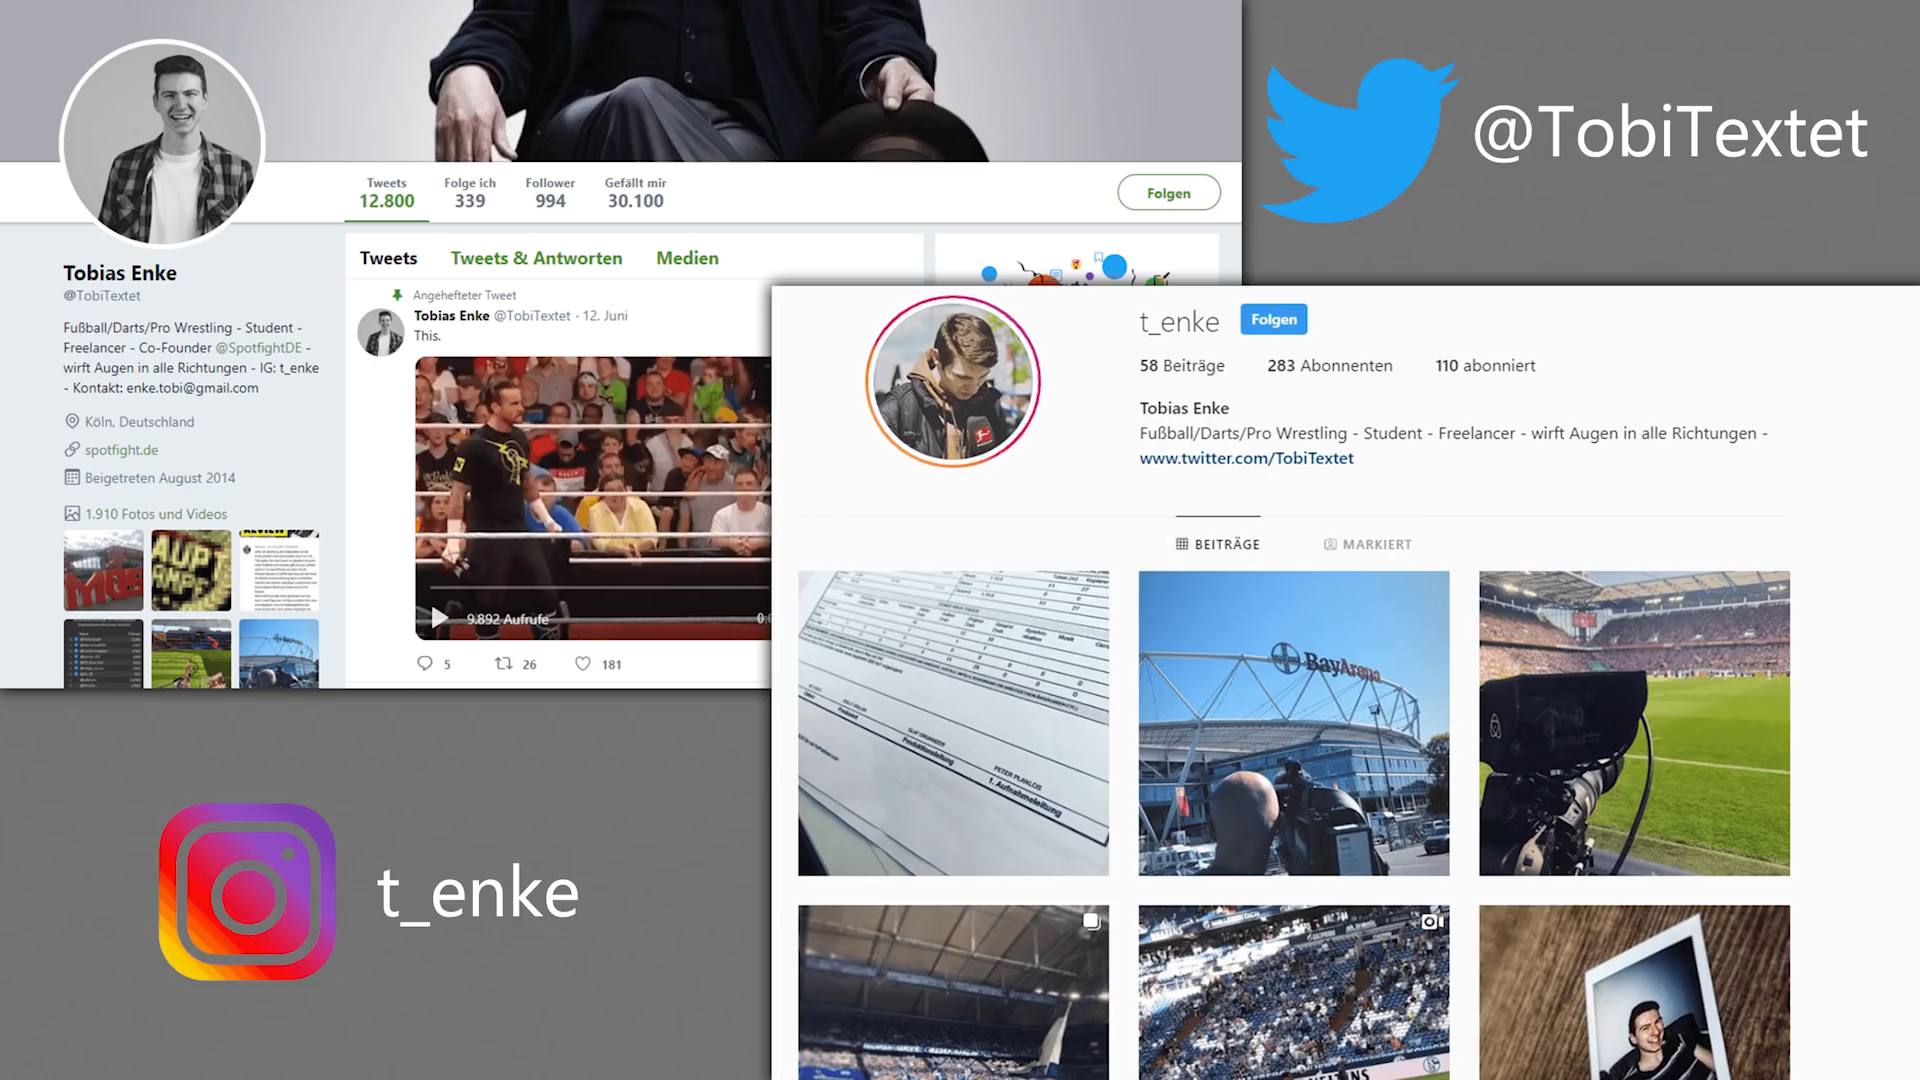 @TobiTextet
Tweets
12.800
Folge ich
339
Follower
994
Gefällt mir
30.100
Folgen
Tobias Enke
@TobiTextet
Fußball/Darts/Pro Wrestling - Student -
Freelancer - Co-Founder @SpotfightDE -
wirft Augen in alle Richtungen - IG: t_enke
- Kontakt: enke.tobi@gmail.com
Köln, Deutschland
spotfight.de
Beigetreten August 2014
1.910 Fotos und Videos
Tweets
Tweets & Antworten
Medien
Angehefteter Tweet
Tobias Enke @TobiTextet · 12. Juni
This.
9.892 Aufrufe
5
26
181
t_enke
Folgen
58 Beiträge
283 Abonnenten
110 abonniert
Tobias Enke
Fußball/Darts/Pro Wrestling - Student - Freelancer - wirft Augen in alle Richtungen -
www.twitter.com/TobiTextet
BEITRÄGE
MARKIERT
Produktionsleitung
PETER PLANLOS
1. Aufnahmeleitung
BayArena
t_enke